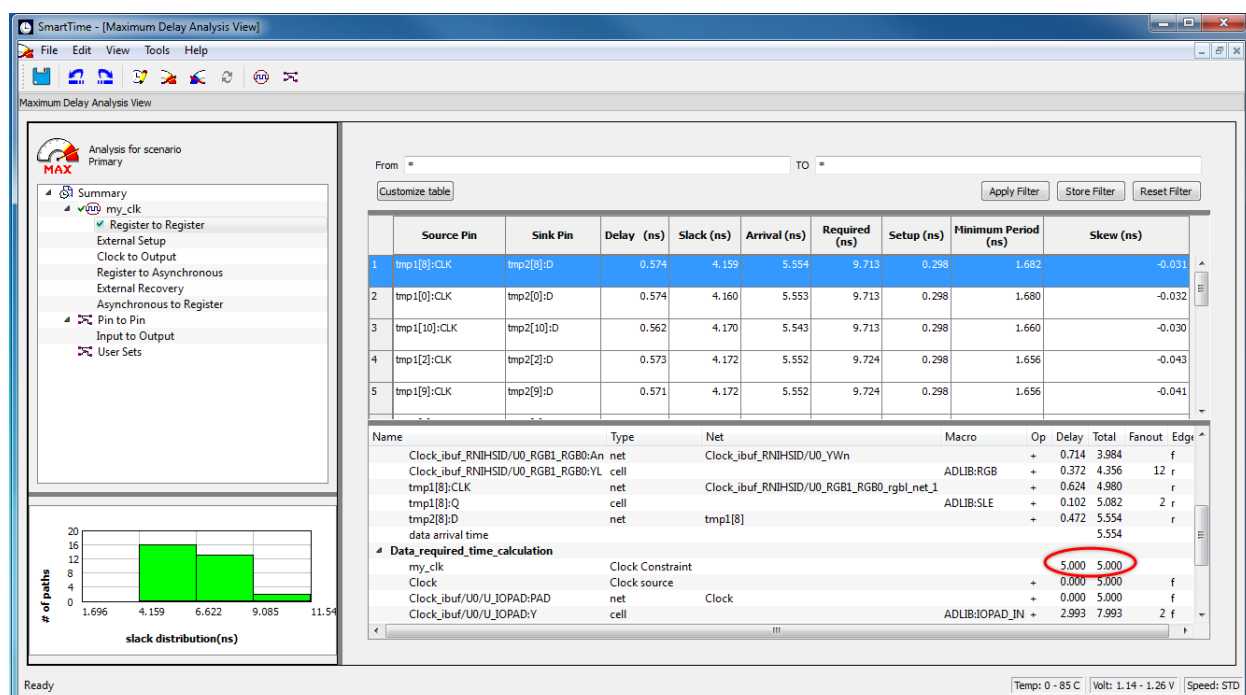 SmartTime - [Maximum Delay Analysis View]
File Edit View Tools Help
Maximum Delay Analysis View
MAX
Analysis for scenario
Primary
Summary
my_clk
Register to Register
External Setup
Clock to Output
Register to Asynchronous
External Recovery
Asynchronous to Register
Pin to Pin
Input to Output
User Sets
# of paths
20
16
12
8
4
0
1.696 4.159 6.622 9.085 11.54
slack distribution(ns)
From * TO *
Customize table Apply Filter Store Filter Reset Filter
Source Pin Sink Pin Delay (ns) Slack (ns) Arrival (ns) Required (ns) Setup (ns) Minimum Period (ns) Skew (ns)
1 tmp1[8]:CLK tmp2[8]:D 0.574 4.159 5.554 9.713 0.298 1.682 -0.031
2 tmp1[0]:CLK tmp2[0]:D 0.574 4.160 5.553 9.713 0.298 1.680 -0.032
3 tmp1[10]:CLK tmp2[10]:D 0.562 4.170 5.543 9.713 0.298 1.660 -0.030
4 tmp1[2]:CLK tmp2[2]:D 0.573 4.172 5.552 9.724 0.298 1.656 -0.043
5 tmp1[9]:CLK tmp2[9]:D 0.571 4.172 5.552 9.724 0.298 1.656 -0.041
Name Type Net Macro Op Delay Total Fanout Edge
Clock_ibuf_RNIHSID/U0_RGB1_RGB0:An net Clock_ibuf_RNIHSID/U0_YWn + 0.714 3.984 f
Clock_ibuf_RNIHSID/U0_RGB1_RGB0:YL cell ADLIB:RGB + 0.372 4.356 12 r
tmp1[8]:CLK net Clock_ibuf_RNIHSID/U0_RGB1_RGB0_rgbl_net_1 + 0.624 4.980 r
tmp1[8]:Q cell ADLIB:SLE + 0.102 5.082 2 r
tmp2[8]:D net tmp1[8] + 0.472 5.554 r
data arrival time 5.554
Data_required_time_calculation
my_clk Clock Constraint 5.000 5.000
Clock Clock source + 0.000 5.000 f
Clock_ibuf/U0/U_IOPAD:PAD net Clock + 0.000 5.000 f
Clock_ibuf/U0/U_IOPAD:Y cell ADLIB:IOPAD_IN + 2.993 7.993 2 f
Ready Temp: 0 - 85 C Volt: 1.14 - 1.26 V Speed: STD